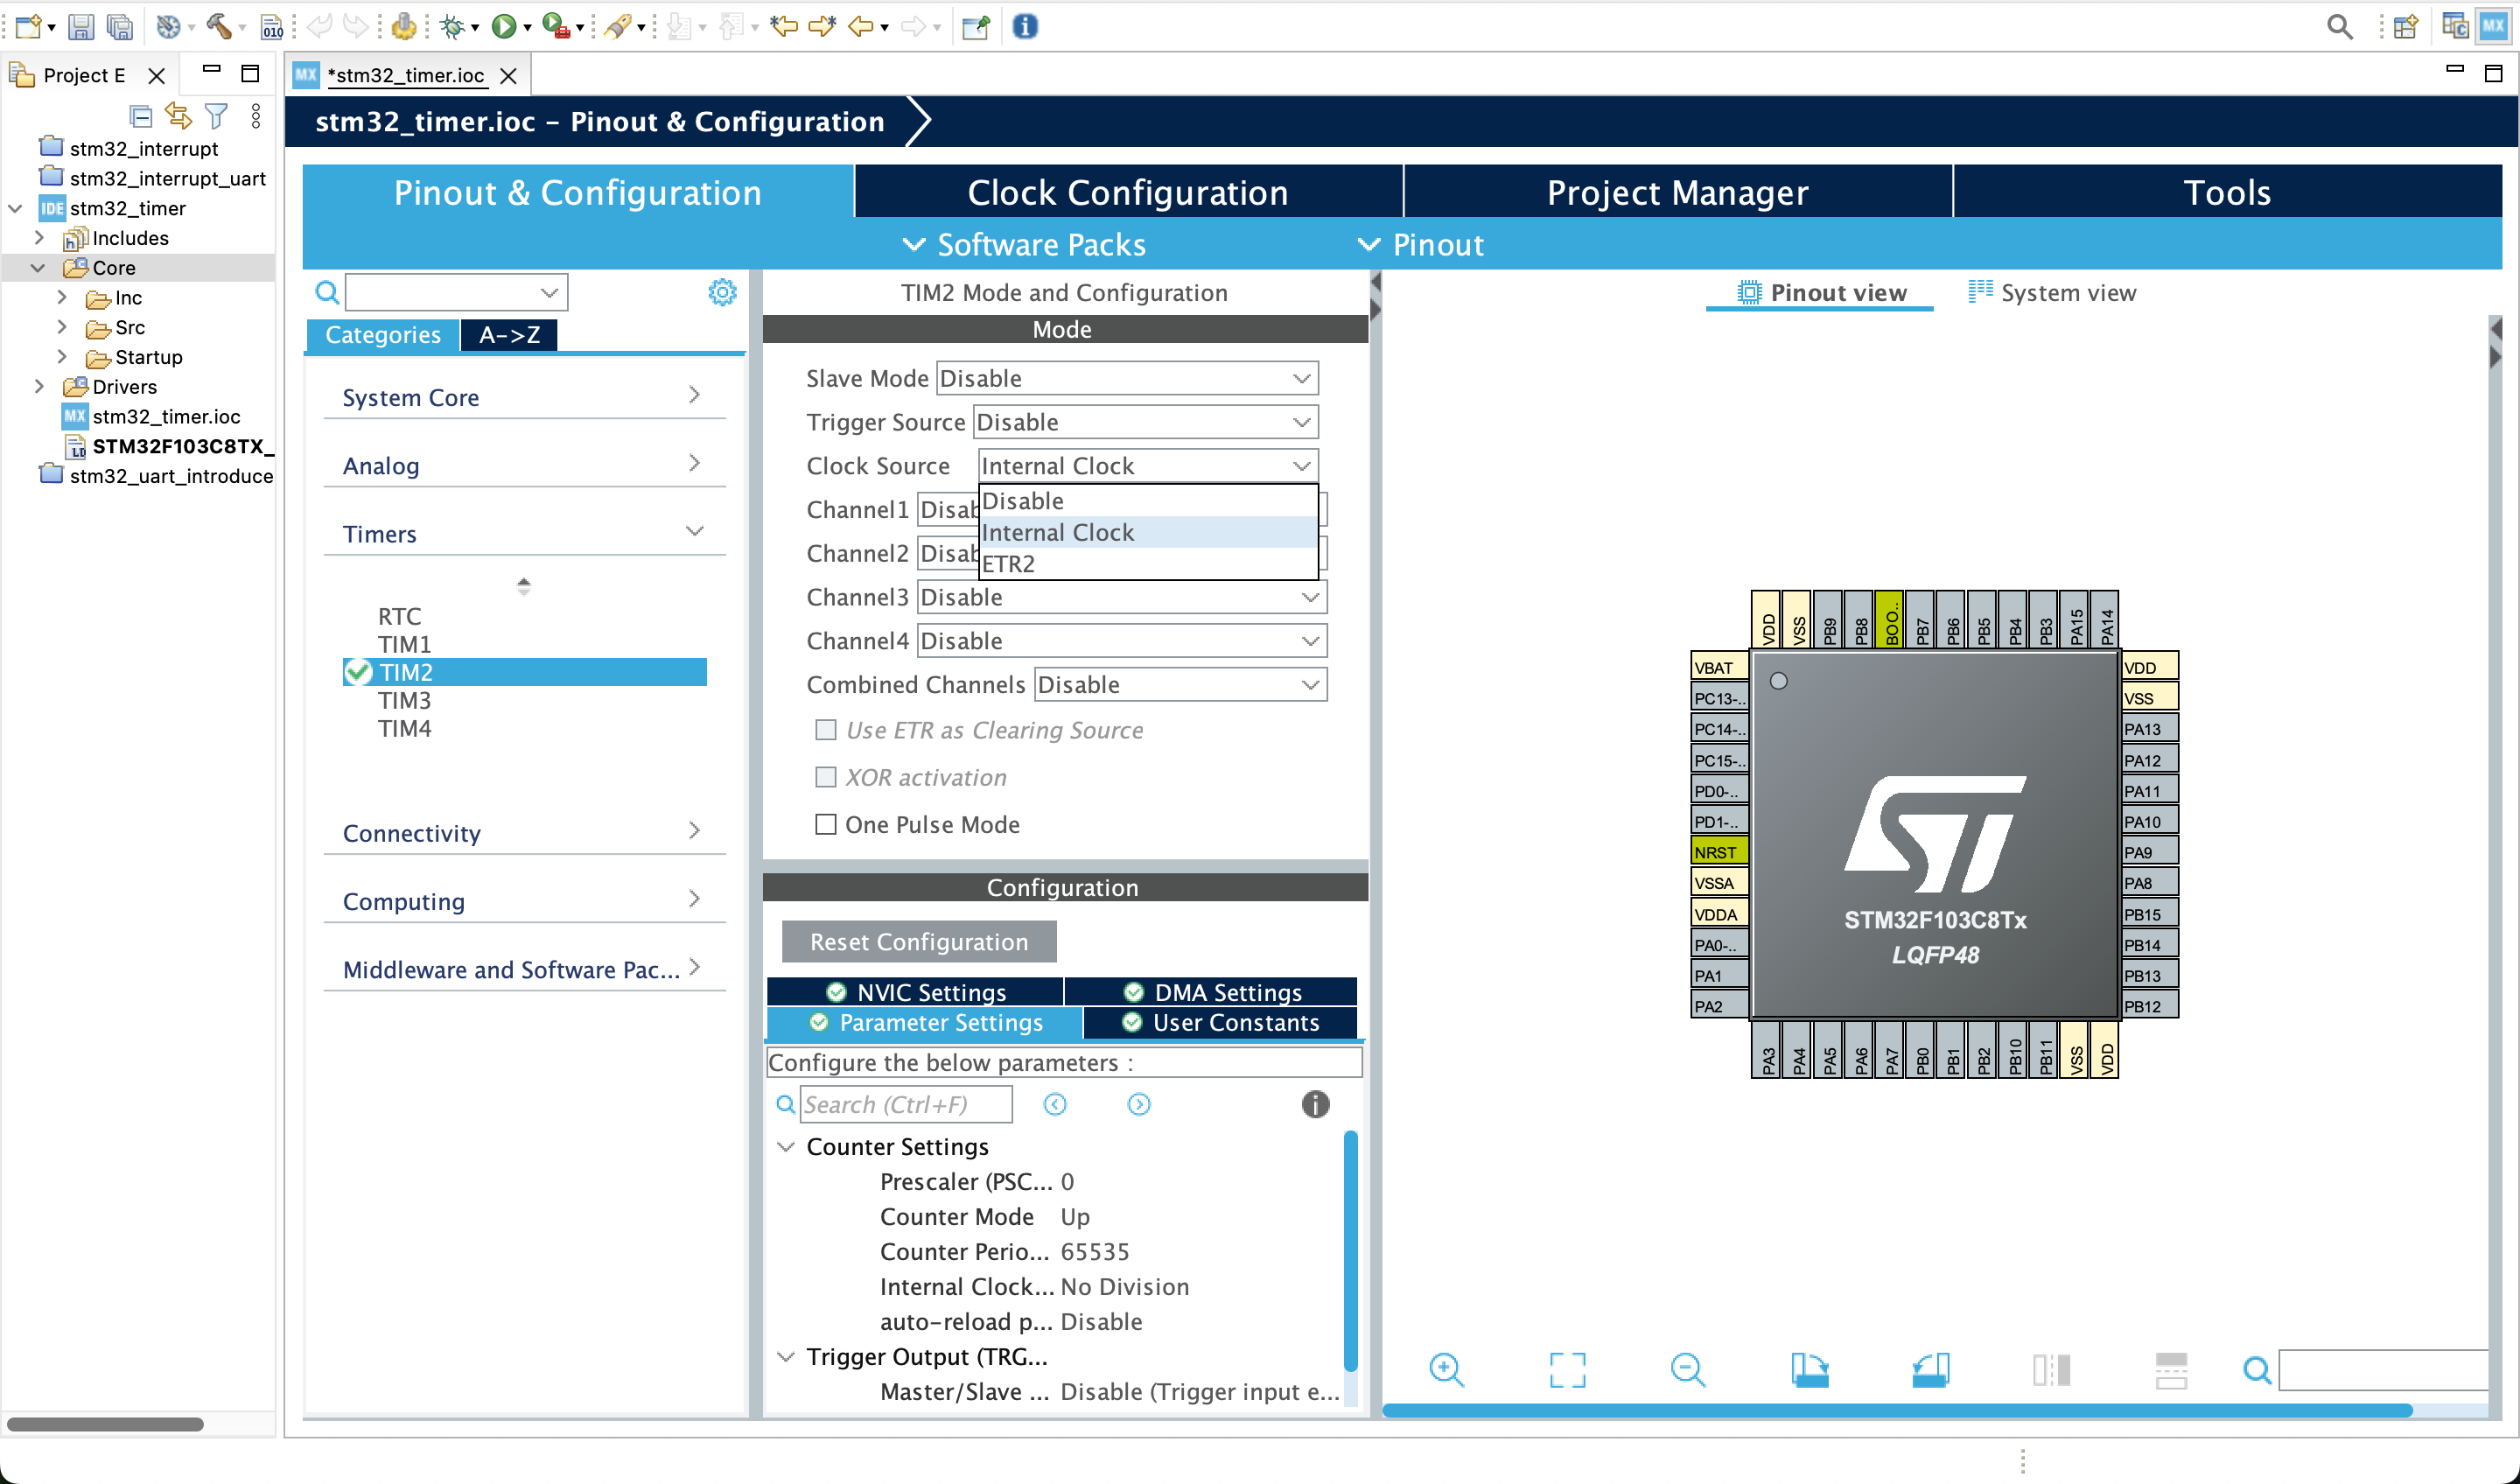 010
i
MX
Project E
MX *stm32_timer.ioc
stm32_interrupt
stm32_interrupt_uart
IDE stm32_timer
h Includes
Core
Inc
Src
Startup
Drivers
MX stm32_timer.ioc
LD STM32F103C8TX_
stm32_uart_introduce
stm32_timer.ioc – Pinout & Configuration
Pinout & Configuration
Clock Configuration
Project Manager
Tools
Software Packs
Pinout
Categories
A->Z
System Core
Analog
Timers
RTC
TIM1
TIM2
TIM3
TIM4
Connectivity
Computing
Middleware and Software Pac...
TIM2 Mode and Configuration
Mode
Slave Mode Disable
Trigger Source Disable
Clock Source Internal Clock
Disable
Internal Clock
ETR2
Channel1 Disab
Channel2 Disab
Channel3 Disable
Channel4 Disable
Combined Channels Disable
Use ETR as Clearing Source
XOR activation
One Pulse Mode
Configuration
Reset Configuration
NVIC Settings
DMA Settings
Parameter Settings
User Constants
Configure the below parameters :
Search (Ctrl+F)
i
Counter Settings
Prescaler (PSC... 0
Counter Mode Up
Counter Perio... 65535
Internal Clock... No Division
auto-reload p... Disable
Trigger Output (TRG...
Master/Slave ... Disable (Trigger input e...
Pinout view
System view
VDD
VSS
PB9
PB8
BOO..
PB7
PB6
PB5
PB4
PB3
PA15
PA14
VBAT
PC13-..
PC14-..
PC15-..
PD0-..
PD1-..
NRST
VSSA
VDDA
PA0-..
PA1
PA2
VDD
VSS
PA13
PA12
PA11
PA10
PA9
PA8
PB15
PB14
PB13
PB12
ST
STM32F103C8Tx
LQFP48
PA3
PA4
PA5
PA6
PA7
PB0
PB1
PB2
PB10
PB11
VSS
VDD